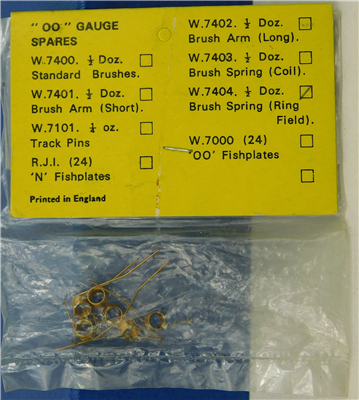 "OO" GAUGE
SPARES
W.7400. ½ Doz.
Standard Brushes.
W.7401. ½ Doz.
Brush Arm (Short).
W.7101. ½ oz.
Track Pins
R.J.I. (24)
'N' Fishplates
Printed in England
W.7402. ½ Doz.
Brush Arm (Long).
W.7403. ½ Doz.
Brush Spring (Coil).
W.7404. ½ Doz.
Brush Spring (Ring
Field).
W.7000 (24)
'OO' Fishplates